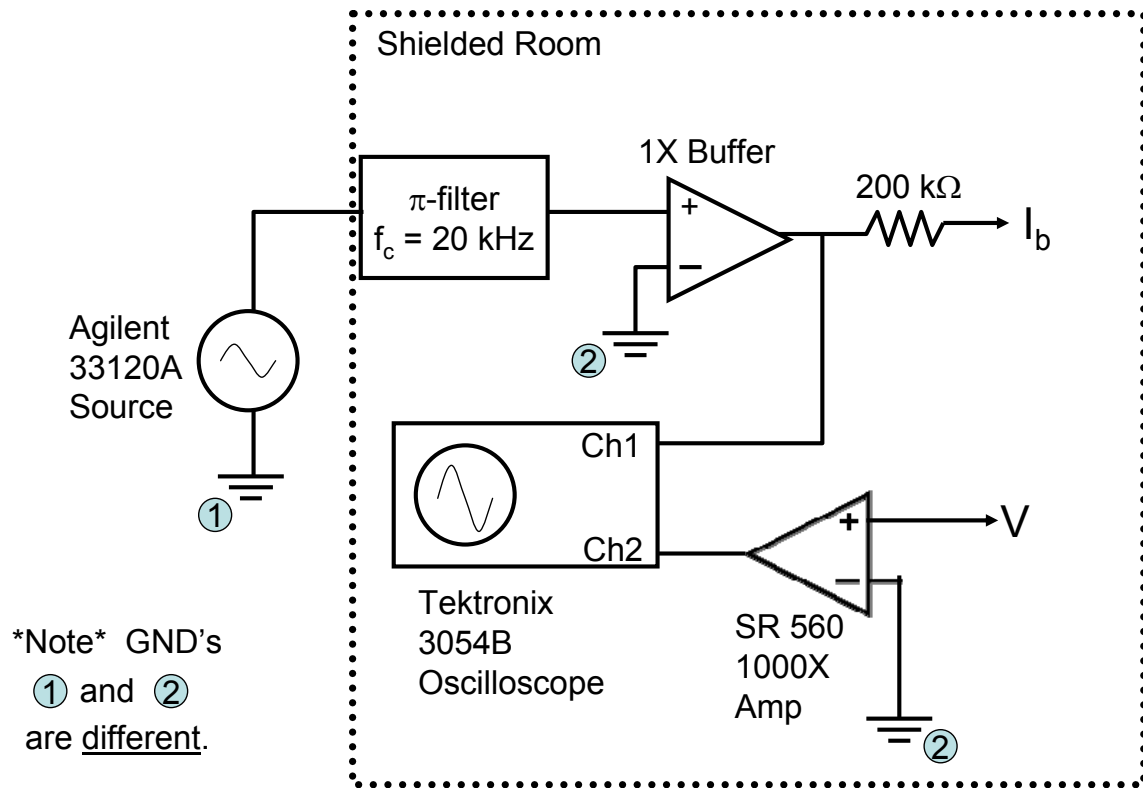 Shielded Room
1X Buffer
π-filter
f_c = 20 kHz
+
−
200 kΩ
I_b
2
Agilent
33120A
Source
1
Ch1
Ch2
Tektronix
3054B
Oscilloscope
+
−
V
SR 560
1000X
Amp
2
*Note* GND's
1 and 2
are different.